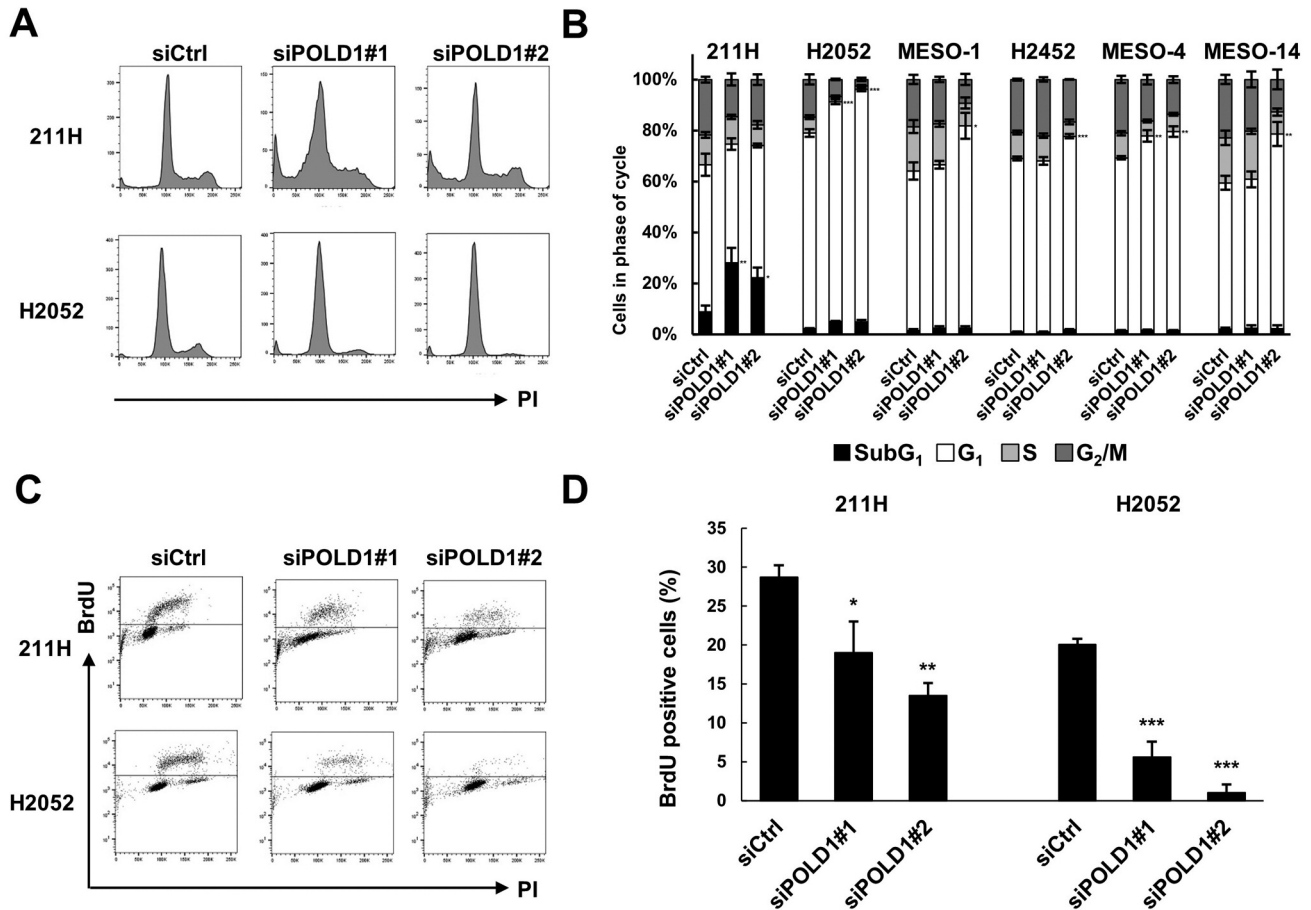 A
siCtrl siPOLD1#1 siPOLD1#2
211H
H2052
PI
B
211H H2052 MESO-1 H2452 MESO-4 MESO-14
Cells in phase of cycle
100%
80%
60%
40%
20%
0%
** * *** *** * *** ** ** **
siCtrl siPOLD1#1 siPOLD1#2 siCtrl siPOLD1#1 siPOLD1#2 siCtrl siPOLD1#1 siPOLD1#2 siCtrl siPOLD1#1 siPOLD1#2 siCtrl siPOLD1#1 siPOLD1#2 siCtrl siPOLD1#1 siPOLD1#2
SubG1 G1 S G2/M
C
siCtrl siPOLD1#1 siPOLD1#2
BrdU
211H
H2052
PI
D
211H H2052
BrdU positive cells (%)
35
30
25
20
15
10
5
0
* ** *** ***
siCtrl siPOLD1#1 siPOLD1#2 siCtrl siPOLD1#1 siPOLD1#2